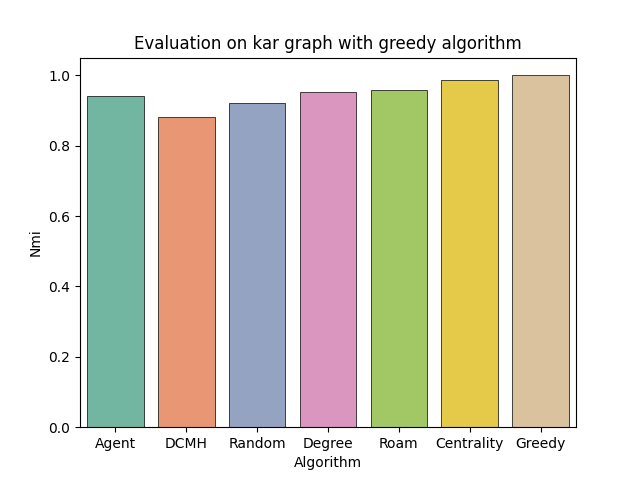 Evaluation on kar graph with greedy algorithm
1.0
0.8
0.6
0.4
0.2
0.0
Nmi
Agent DCMH Random Degree Roam Centrality Greedy
Algorithm